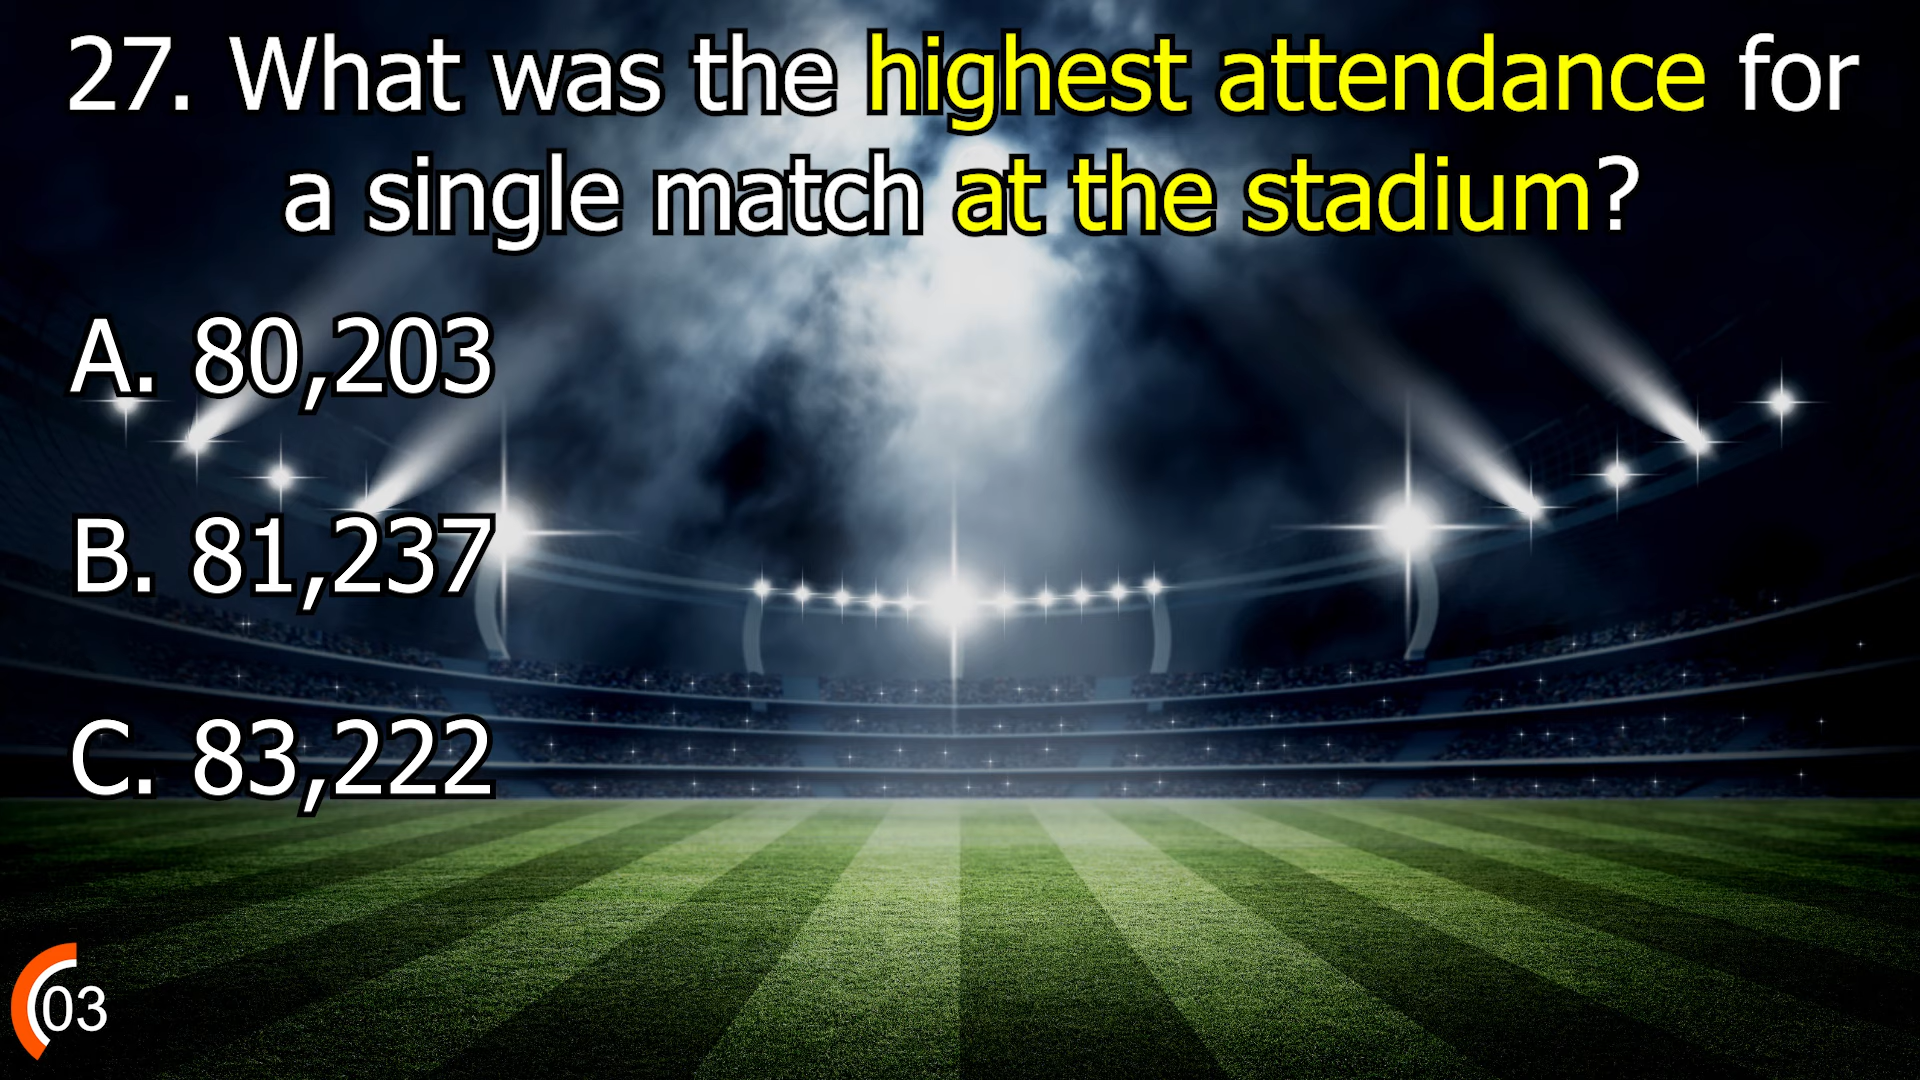 27. What was the highest attendance for
a single match at the stadium?
A. 80,203
B. 81,237
C. 83,222
03